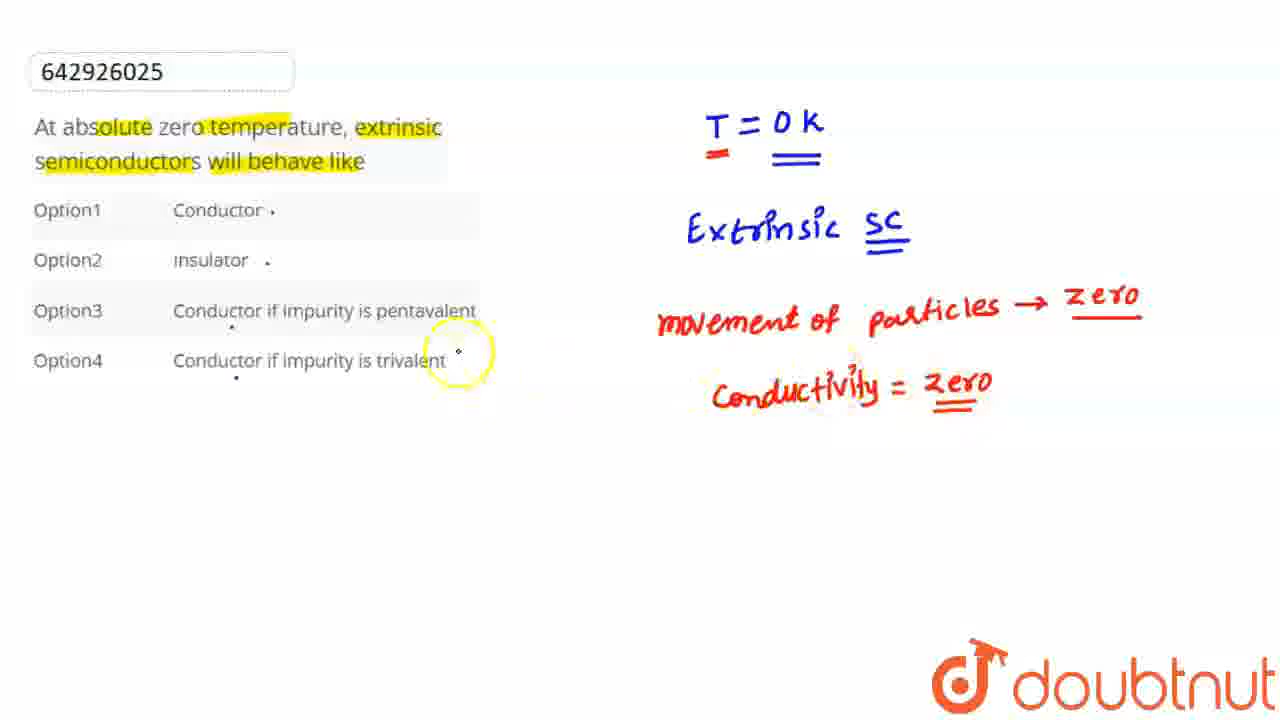 642926025
At absolute zero temperature, extrinsic
semiconductors will behave like
Option1 Conductor
Option2 insulator
Option3 Conductor if impurity is pentavalent
Option4 Conductor if impurity is trivalent
T = 0 K
Extrinsic SC
movement of particles → zero
Conductivity = zero
doubtnut